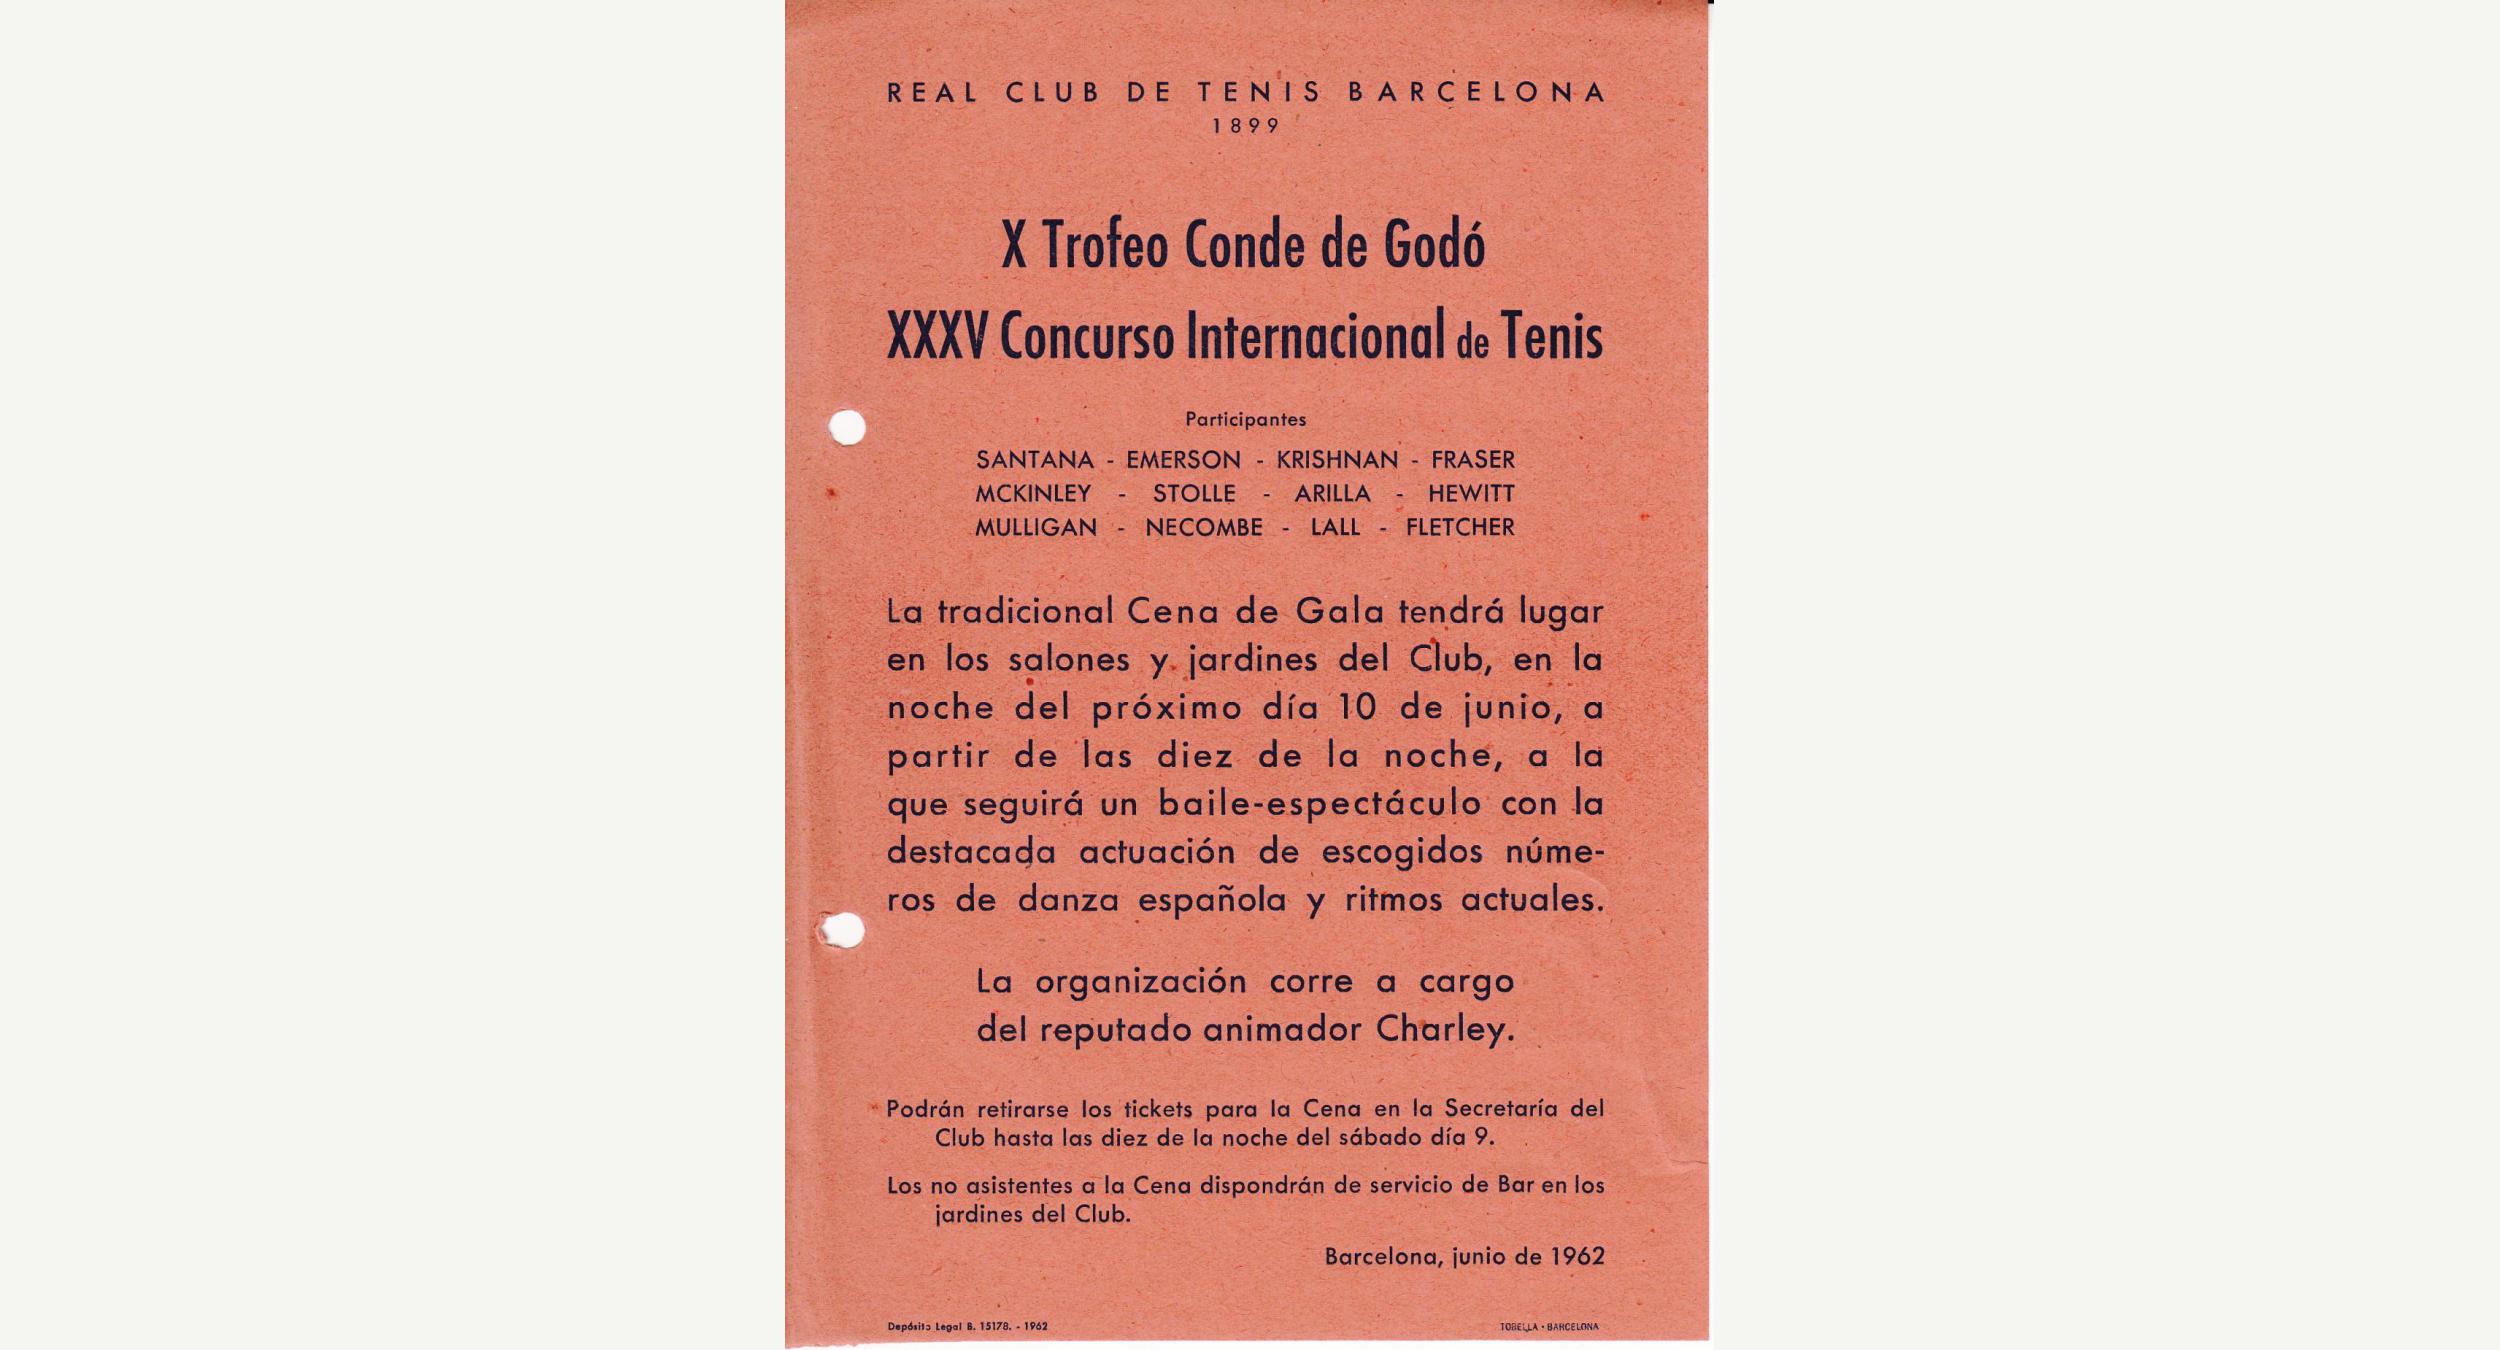 REAL CLUB DE TENIS BARCELONA
1899
X Trofeo Conde de Godó
XXXV Concurso Internacional de Tenis
Participantes
SANTANA - EMERSON - KRISHNAN - FRASER
MCKINLEY - STOLLE - ARILLA - HEWITT
MULLIGAN - NECOMBE - LALL - FLETCHER
La tradicional Cena de Gala tendrá lugar
en los salones y jardines del Club, en la
noche del próximo día 10 de junio, a
partir de las diez de la noche, a la
que seguirá un baile-espectáculo con la
destacada actuación de escogidos núme-
ros de danza española y ritmos actuales.
La organización corre a cargo
del reputado animador Charley.
Podrán retirarse los tickets para la Cena en la Secretaría del
Club hasta las diez de la noche del sábado día 9.
Los no asistentes a la Cena dispondrán de servicio de Bar en los
jardines del Club.
Barcelona, junio de 1962
Depósito Legal B. 15178. - 1962
TOBELLA - BARCELONA